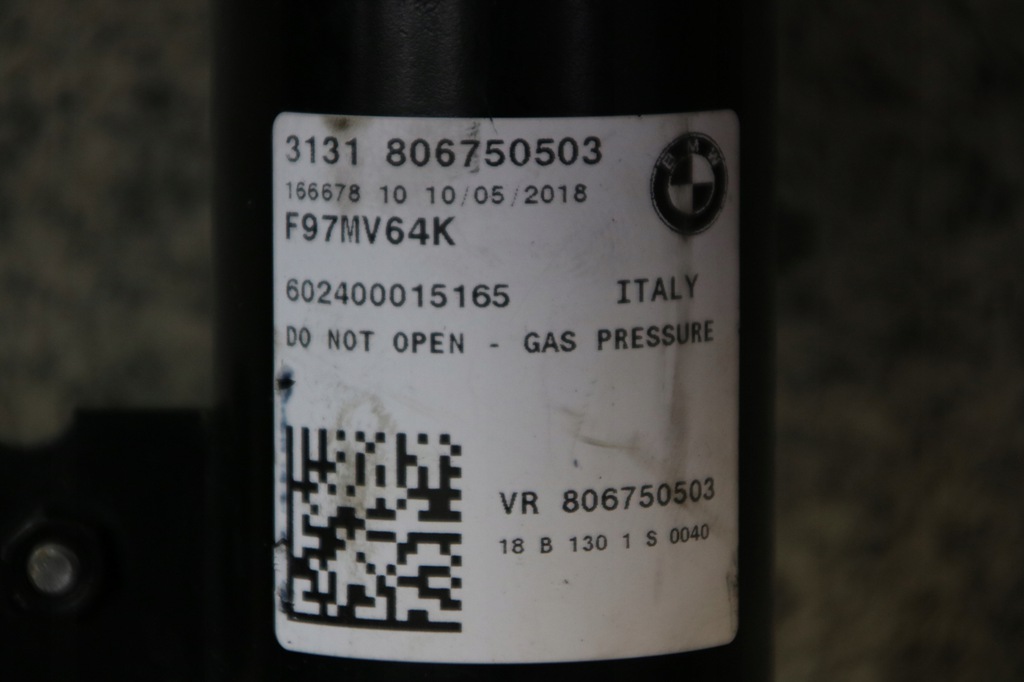 3131 806750503
BMW
166678 10 10/05/2018
F97MV64K
602400015165 ITALY
DO NOT OPEN - GAS PRESSURE
VR 806750503
18 B 130 1 S 0040